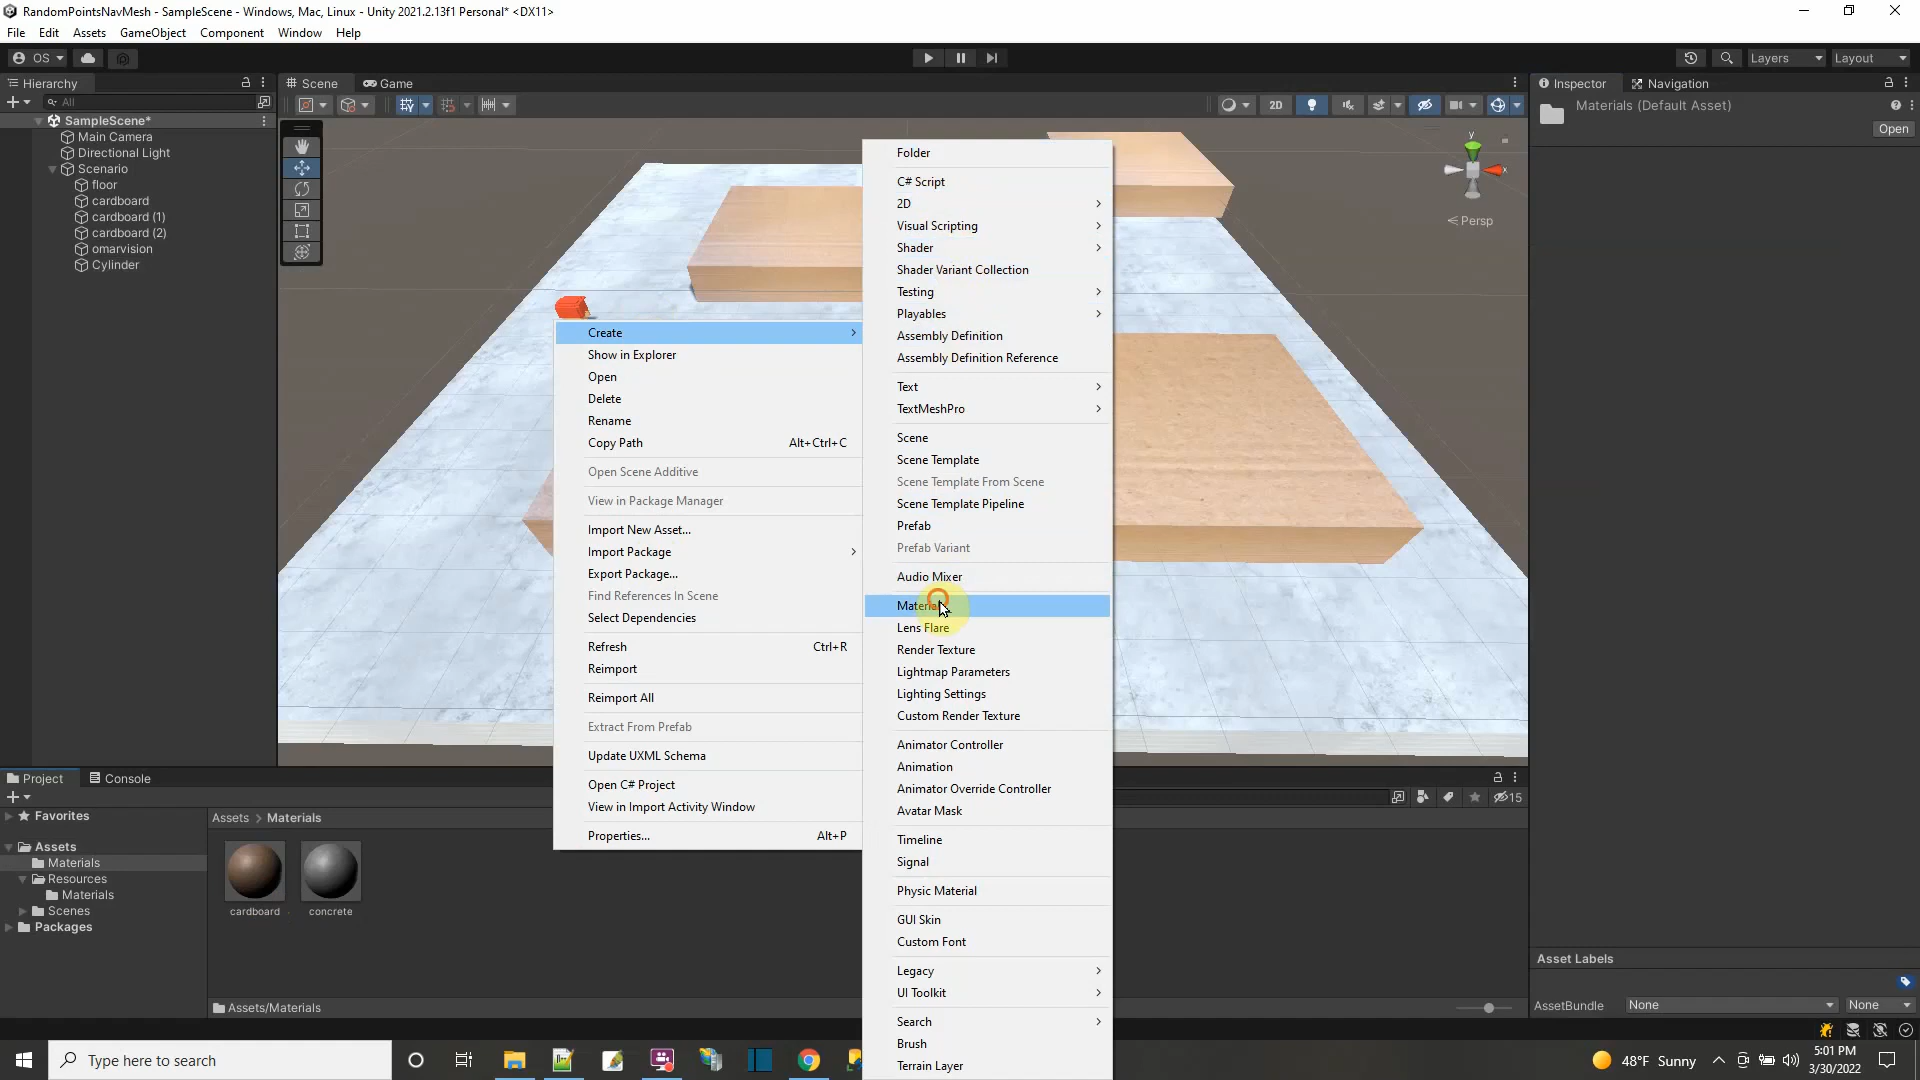 RandomPointsNavMesh - SampleScene - Windows, Mac, Linux - Unity 2021.2.13f1 Personal* <DX11>
File Edit Assets GameObject Component Window Help
OS Layers Layout
Hierarchy
All
SampleScene*
Main Camera
Directional Light
Scenario
floor
cardboard
cardboard (1)
cardboard (2)
omarvision
Cylinder
Scene Game
2D
y
x
Persp
Inspector Navigation
Materials (Default Asset)
Open
Create
Show in Explorer
Open
Delete
Rename
Copy Path Alt+Ctrl+C
Open Scene Additive
View in Package Manager
Import New Asset...
Import Package
Export Package...
Find References In Scene
Select Dependencies
Refresh Ctrl+R
Reimport
Reimport All
Extract From Prefab
Update UXML Schema
Open C# Project
View in Import Activity Window
Properties... Alt+P
Folder
C# Script
2D
Visual Scripting
Shader
Shader Variant Collection
Testing
Playables
Assembly Definition
Assembly Definition Reference
Text
TextMeshPro
Scene
Scene Template
Scene Template From Scene
Scene Template Pipeline
Prefab
Prefab Variant
Audio Mixer
Material
Lens Flare
Render Texture
Lightmap Parameters
Lighting Settings
Custom Render Texture
Animator Controller
Animation
Animator Override Controller
Avatar Mask
Timeline
Signal
Physic Material
GUI Skin
Custom Font
Legacy
UI Toolkit
Search
Brush
Terrain Layer
Project Console
15
Favorites
Assets
Materials
Resources
Materials
Scenes
Packages
Assets > Materials
cardboard
concrete
Assets/Materials
Asset Labels
AssetBundle None None
Type here to search
48°F Sunny
5:01 PM
3/30/2022